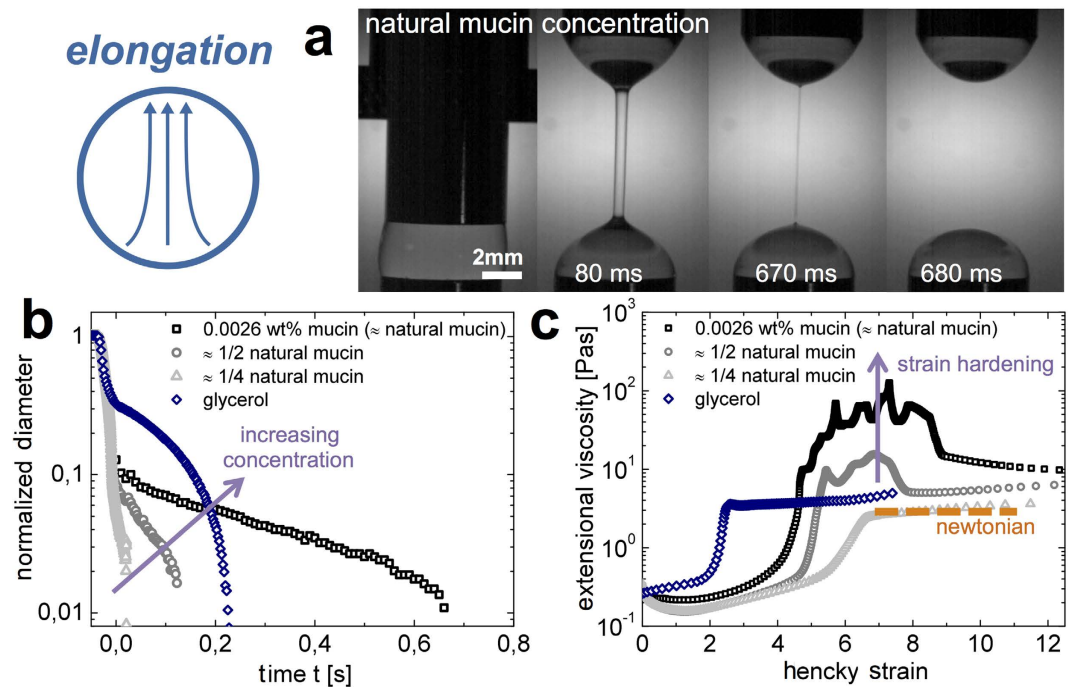 elongation
a
natural mucin concentration
2mm
80 ms
670 ms
680 ms
b
normalized diameter
1
0,1
0,01
0.0026 wt% mucin (≈ natural mucin)
≈ 1/2 natural mucin
≈ 1/4 natural mucin
glycerol
increasing
concentration
0,0
0,2
0,4
0,6
0,8
time t [s]
c
extensional viscosity [Pas]
10³
10²
10¹
10⁰
10⁻¹
0.0026 wt% mucin (≈ natural mucin)
≈ 1/2 natural mucin
≈ 1/4 natural mucin
glycerol
strain hardening
newtonian
0
2
4
6
8
10
12
hencky strain